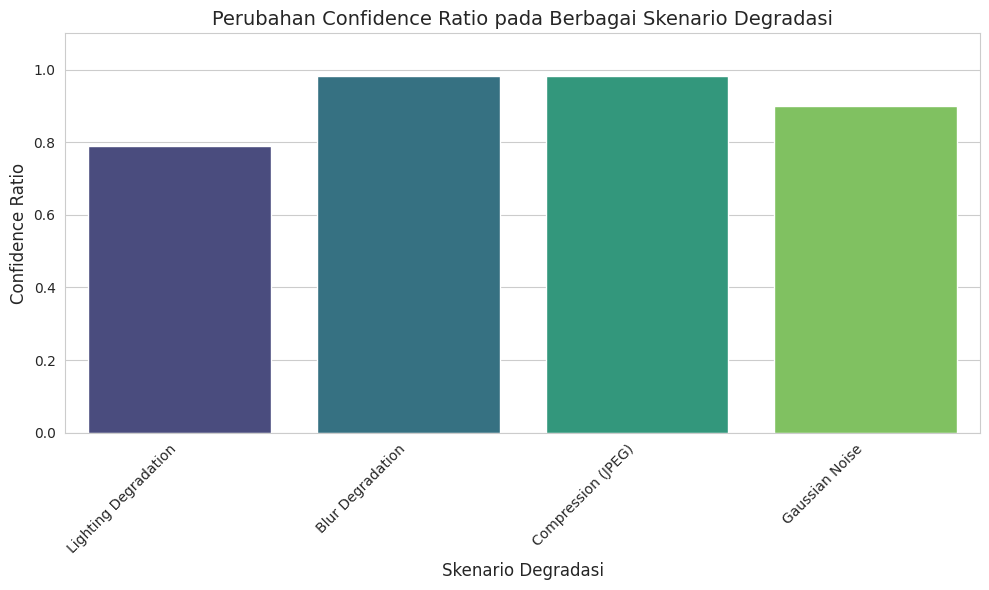 Perubahan Confidence Ratio pada Berbagai Skenario Degradasi
Confidence Ratio
1.0
0.8
0.6
0.4
0.2
0.0
Lighting Degradation
Blur Degradation
Compression (JPEG)
Gaussian Noise
Skenario Degradasi